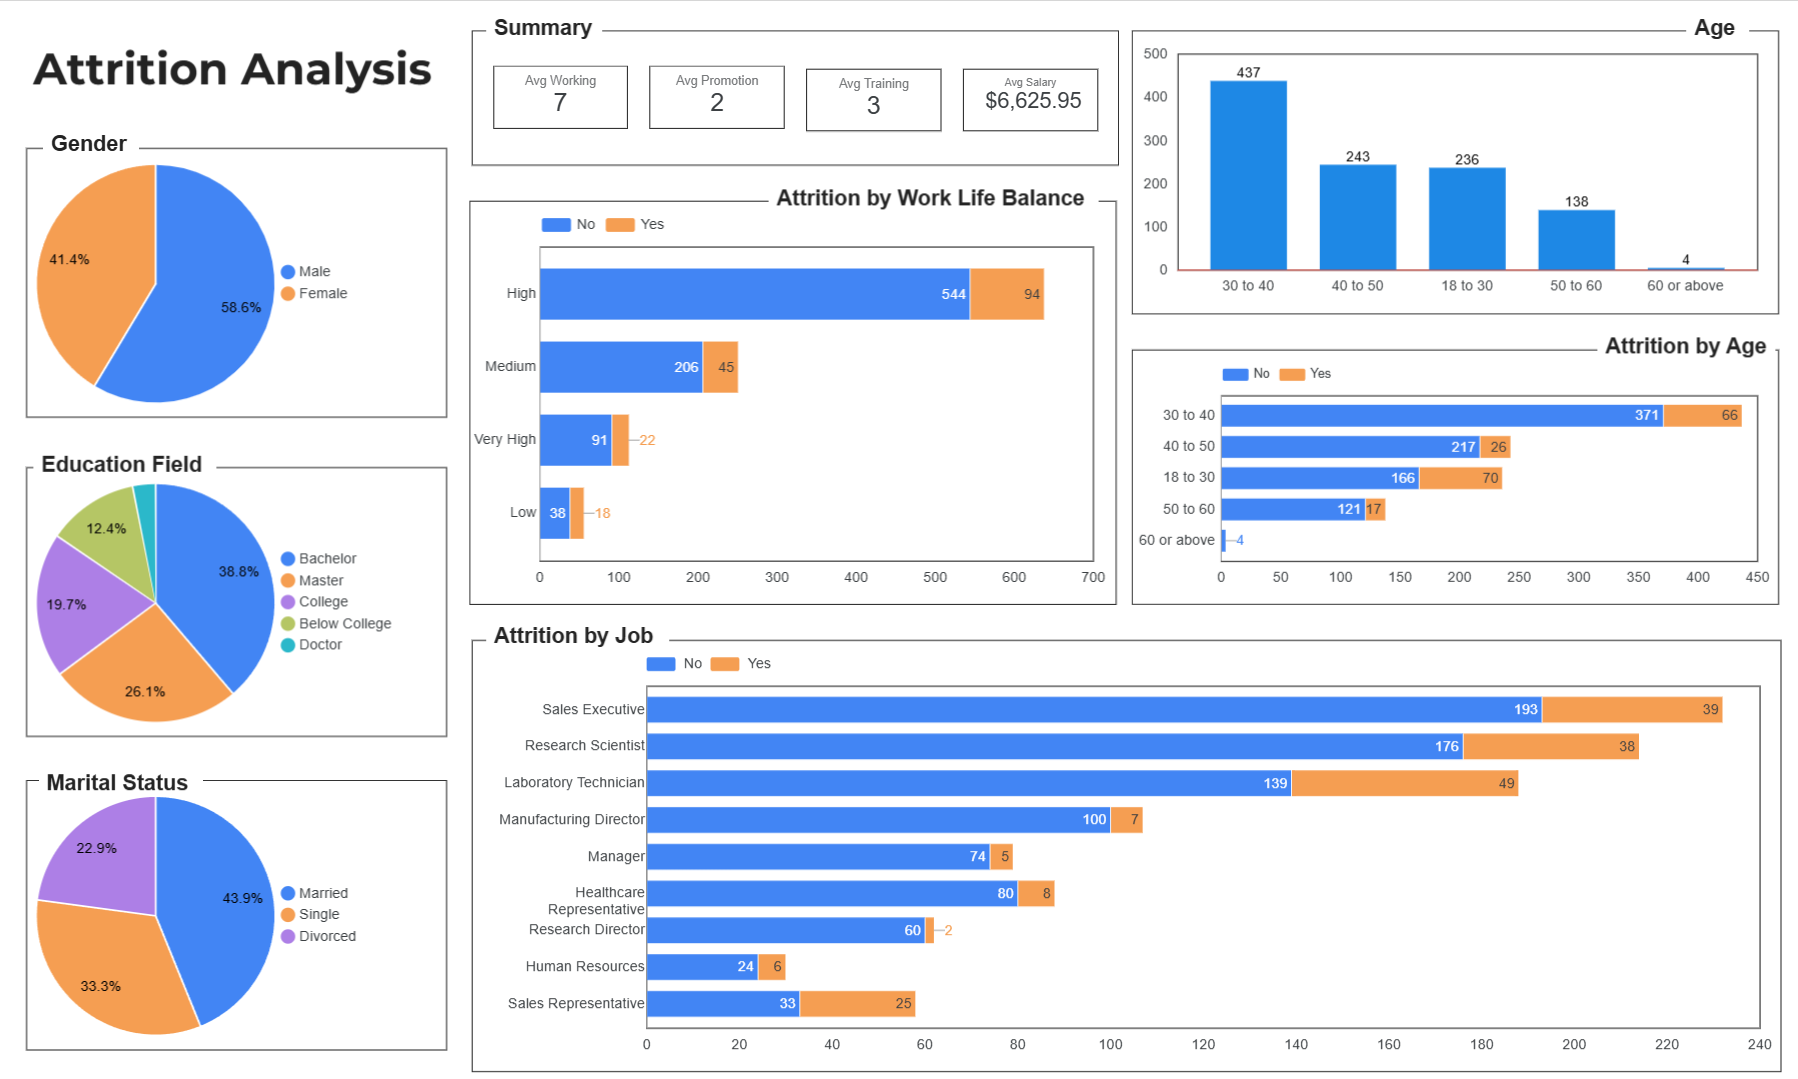 Attrition Analysis
Gender
41.4%
58.6%
Male
Female
Education Field
12.4%
38.8%
19.7%
26.1%
Bachelor
Master
College
Below College
Doctor
Marital Status
22.9%
43.9%
33.3%
Married
Single
Divorced
Summary
Avg Working
7
Avg Promotion
2
Avg Training
3
Avg Salary
$6,625.95
Attrition by Work Life Balance
No Yes
High 544 94
Medium 206 45
Very High 91 22
Low 38 18
0 100 200 300 400 500 600 700
Age
500
400
300
200
100
0
437
243
236
138
4
30 to 40 40 to 50 18 to 30 50 to 60 60 or above
Attrition by Age
No Yes
30 to 40 371 66
40 to 50 217 26
18 to 30 166 70
50 to 60 121 17
60 or above 4
0 50 100 150 200 250 300 350 400 450
Attrition by Job
No Yes
Sales Executive 193 39
Research Scientist 176 38
Laboratory Technician 139 49
Manufacturing Director 100 7
Manager 74 5
Healthcare 80 8
Representative
Research Director 60 2
Human Resources 24 6
Sales Representative 33 25
0 20 40 60 80 100 120 140 160 180 200 220 240